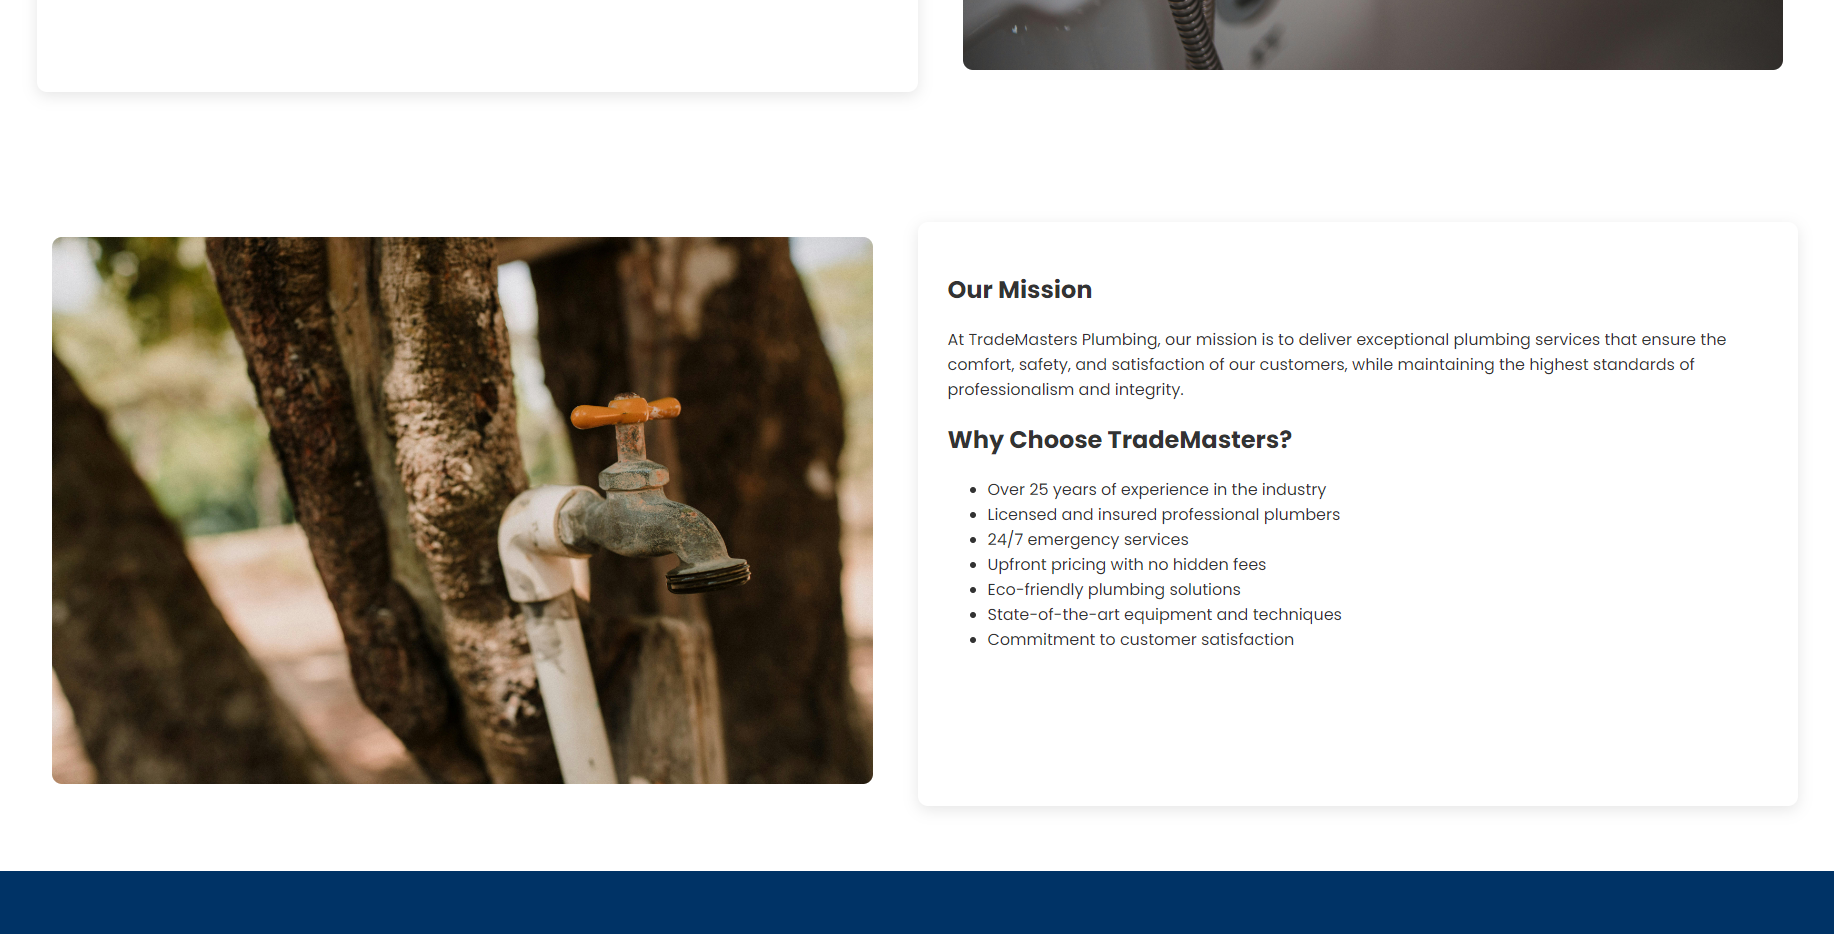 Our Mission
At TradeMasters Plumbing, our mission is to deliver exceptional plumbing services that ensure the
comfort, safety, and satisfaction of our customers, while maintaining the highest standards of
professionalism and integrity.
Why Choose TradeMasters?
Over 25 years of experience in the industry
Licensed and insured professional plumbers
24/7 emergency services
Upfront pricing with no hidden fees
Eco-friendly plumbing solutions
State-of-the-art equipment and techniques
Commitment to customer satisfaction